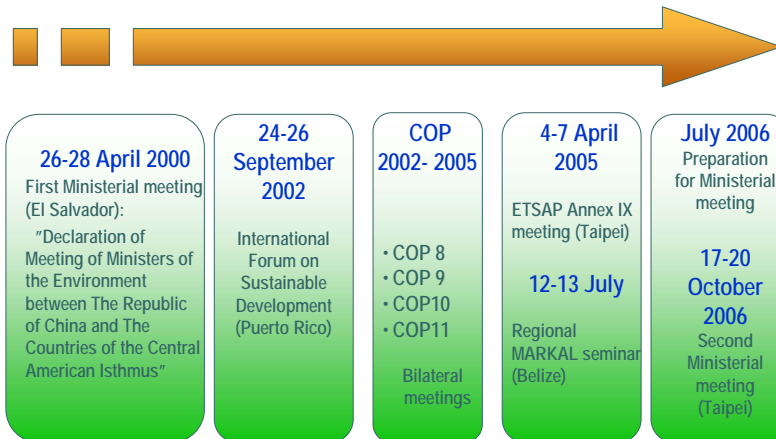 26-28 April 2000
First Ministerial meeting
(El Salvador):
"Declaration of
Meeting of Ministers of
the Environment
between The Republic
of China and The
Countries of the Central
American Isthmus"
24-26
September
2002
International
Forum on
Sustainable
Development
(Puerto Rico)
COP
2002- 2005
• COP 8
• COP 9
• COP10
• COP11
Bilateral
meetings
4-7 April
2005
ETSAP Annex IX
meeting (Taipei)
12-13 July
Regional
MARKAL seminar
(Belize)
July 2006
Preparation
for Ministerial
meeting
17-20
October
2006
Second
Ministerial
meeting
(Taipei)